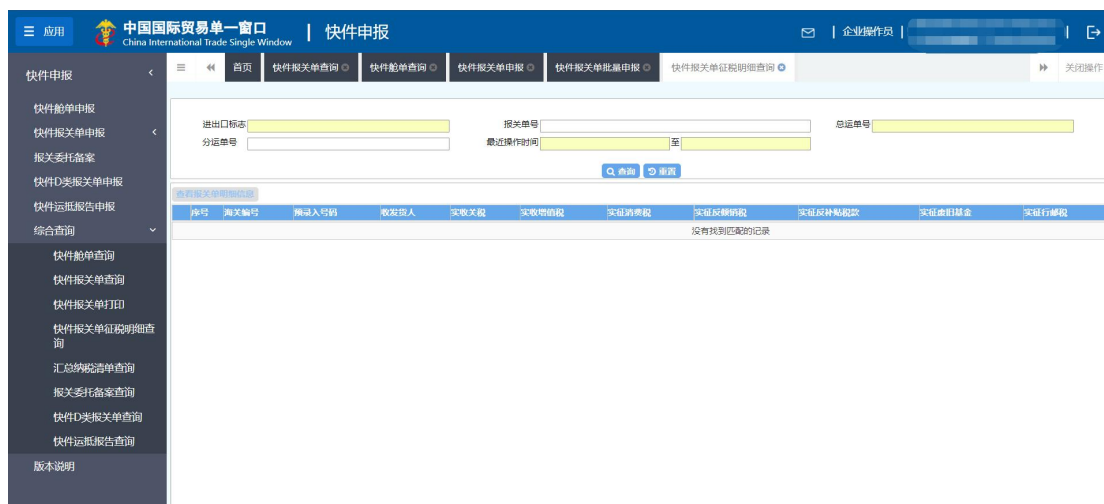 应用
中国国际贸易单一窗口
China International Trade Single Window
快件申报
企业操作员
快件申报
首页
快件报关单查询
快件舱单查询
快件报关单申报
快件报关单批量申报
快件报关单征税明细查询
关闭操作
快件舱单申报
快件报关单申报
报关委托备案
快件D类报关单申报
快件运抵报告申报
综合查询
快件舱单查询
快件报关单查询
快件报关单打印
快件报关单征税明细查
询
汇总纳税清单查询
报关委托备案查询
快件D类报关单查询
快件运抵报告查询
版本说明
进出口标志
报关单号
总运单号
分运单号
最近操作时间
至
查询
重置
查看报关单明细信息
序号
海关编号
预录入号码
收发货人
实收关税
实收增值税
实征消费税
实征反倾销税
实征反补贴税款
实征废旧基金
实征行邮税
没有找到匹配的记录